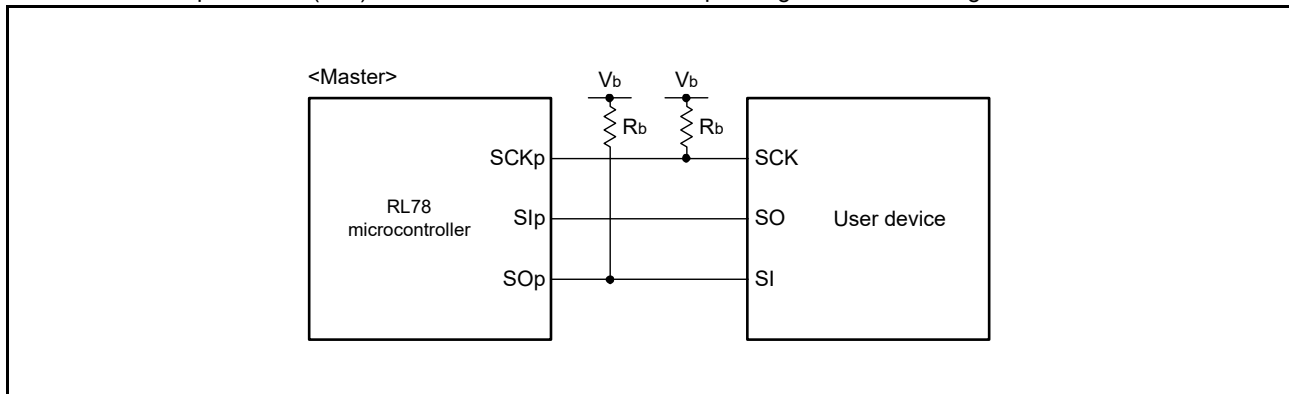 <Master>
Vb Vb
Rb Rb
SCKp SCK
RL78
microcontroller
SIp SO User device
SOp SI